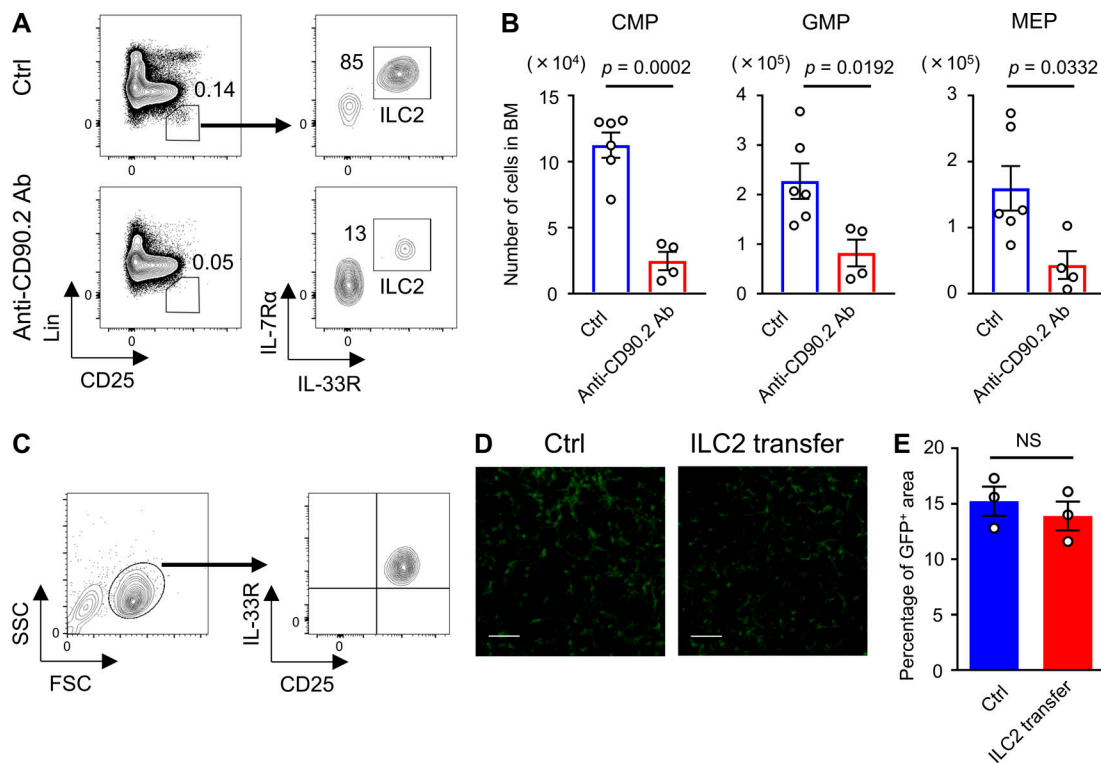 A
Ctrl
0
0.14
0
85
ILC2
0
0
Anti-CD90.2 Ab
0
0.05
0
13
ILC2
0
0
Lin
CD25
IL-7Rα
IL-33R
B
CMP
GMP
MEP
(×10⁴)
p = 0.0002
(×10⁵)
p = 0.0192
(×10⁵)
p = 0.0332
Number of cells in BM
15
10
5
0
4
3
2
1
0
3
2
1
0
Ctrl
Anti-CD90.2 Ab
Ctrl
Anti-CD90.2 Ab
Ctrl
Anti-CD90.2 Ab
C
SSC
0
0
FSC
IL-33R
0
0
CD25
D
Ctrl
ILC2 transfer
E
NS
Percentage of GFP⁺ area
20
15
10
5
0
Ctrl
ILC2 transfer